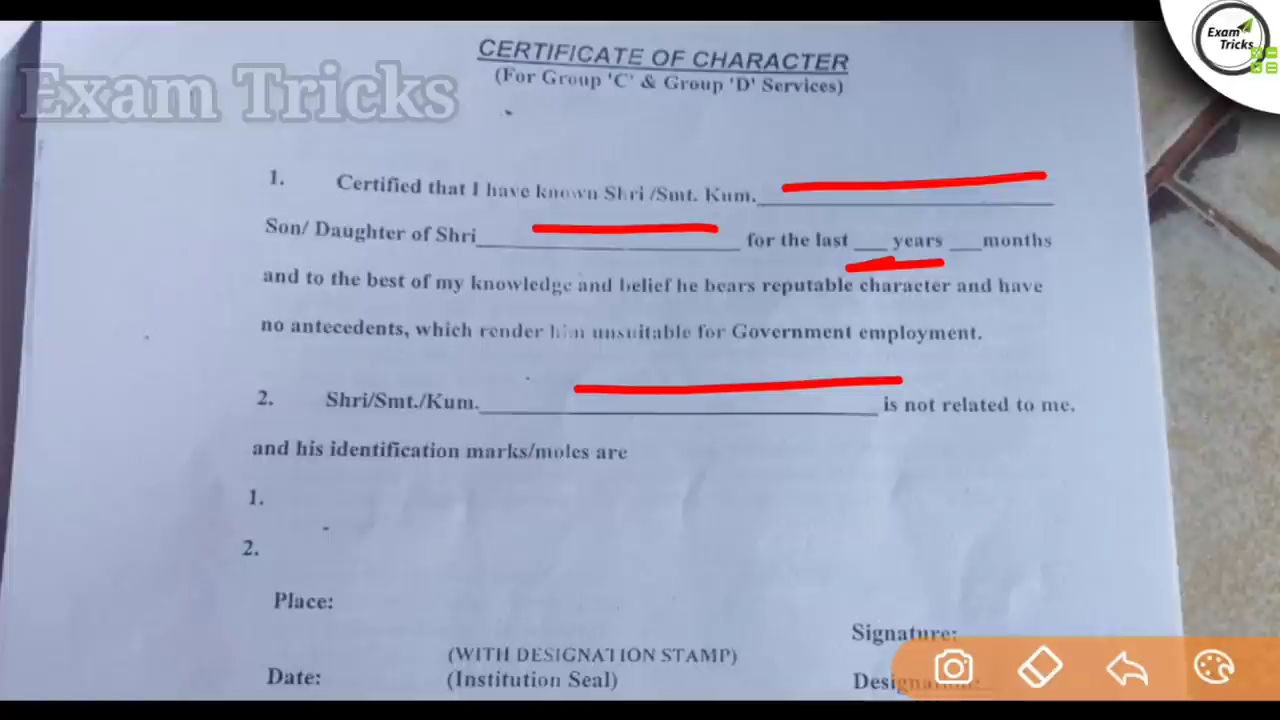 Exam Tricks
Exam
Tricks
CERTIFICATE OF CHARACTER
(For Group 'C' & Group 'D' Services)
1. Certified that I have known Shri /Smt. Kum.
Son/ Daughter of Shri for the last ___ years ___months
and to the best of my knowledge and belief he bears reputable character and have
no antecedents, which render him unsuitable for Government employment.
2. Shri/Smt./Kum. is not related to me.
and his identification marks/moles are
1.
2.
Place:
Signature:
(WITH DESIGNATION STAMP)
Date: (Institution Seal)